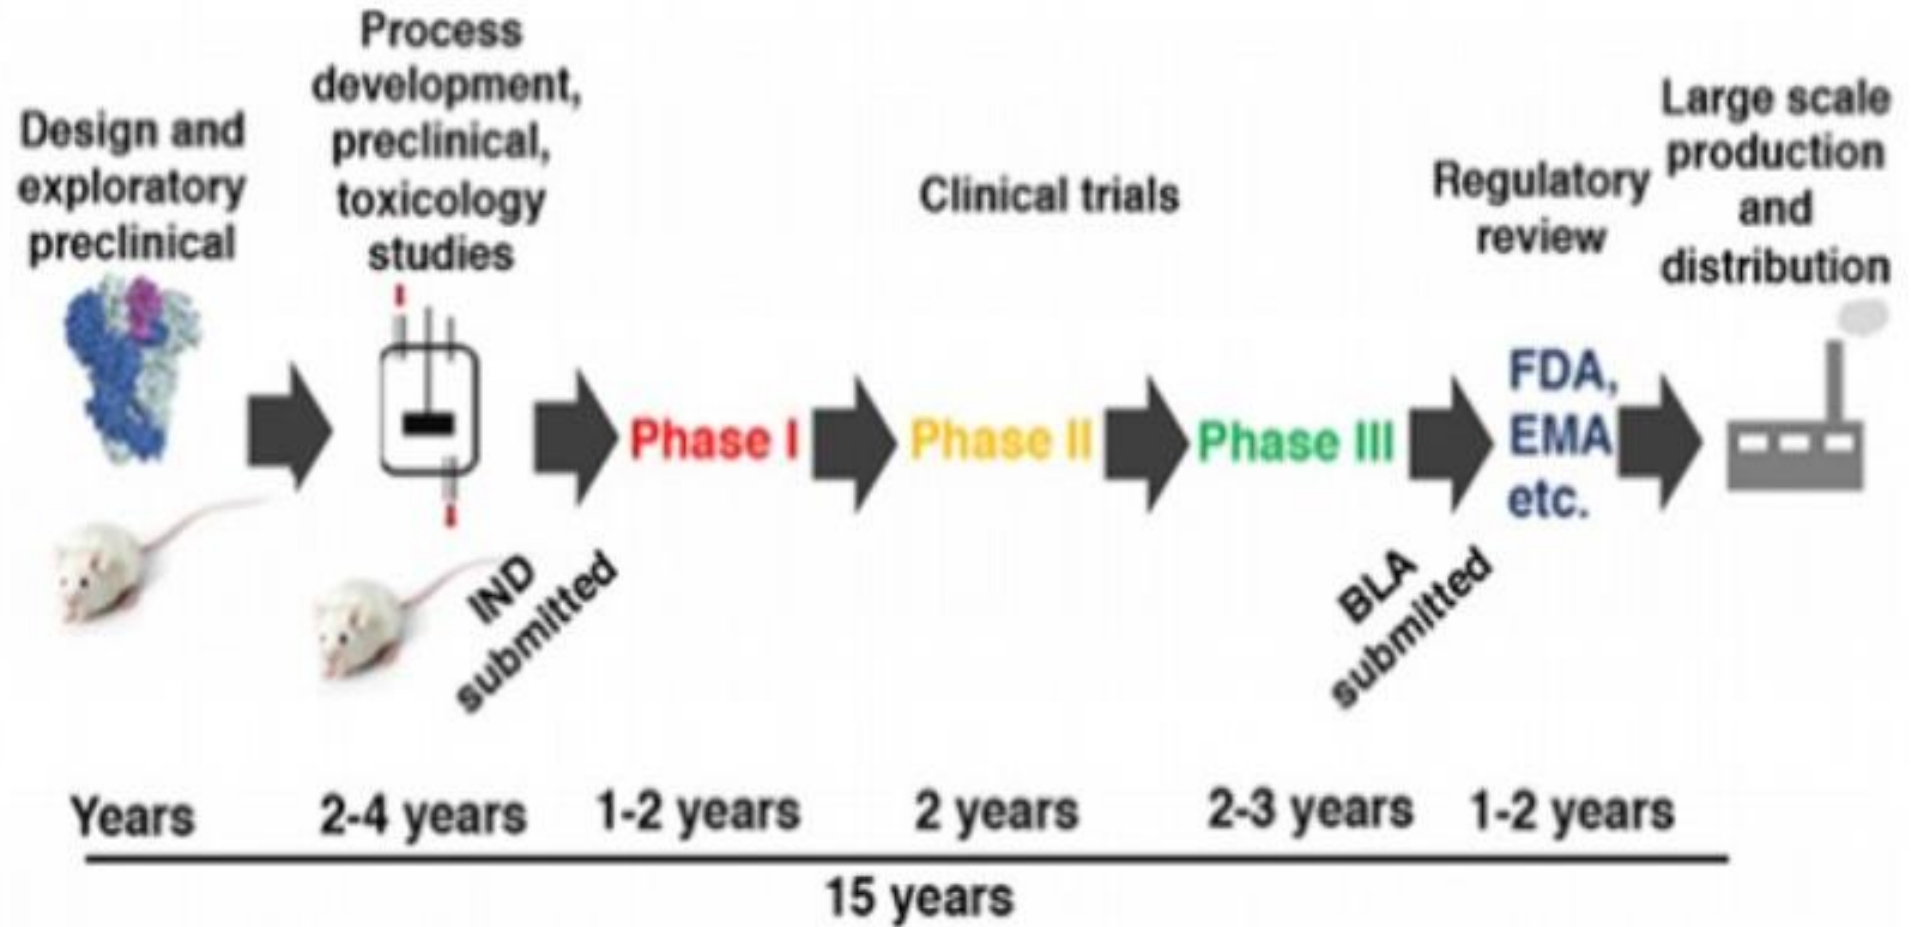 Design and
exploratory
preclinical
Process
development,
preclinical,
toxicology
studies
Clinical trials
Regulatory
review
Large scale
production
and
distribution
Phase I
Phase II
Phase III
FDA,
EMA
etc.
IND
submitted
BLA
submitted
Years
2-4 years
1-2 years
2 years
2-3 years
1-2 years
15 years